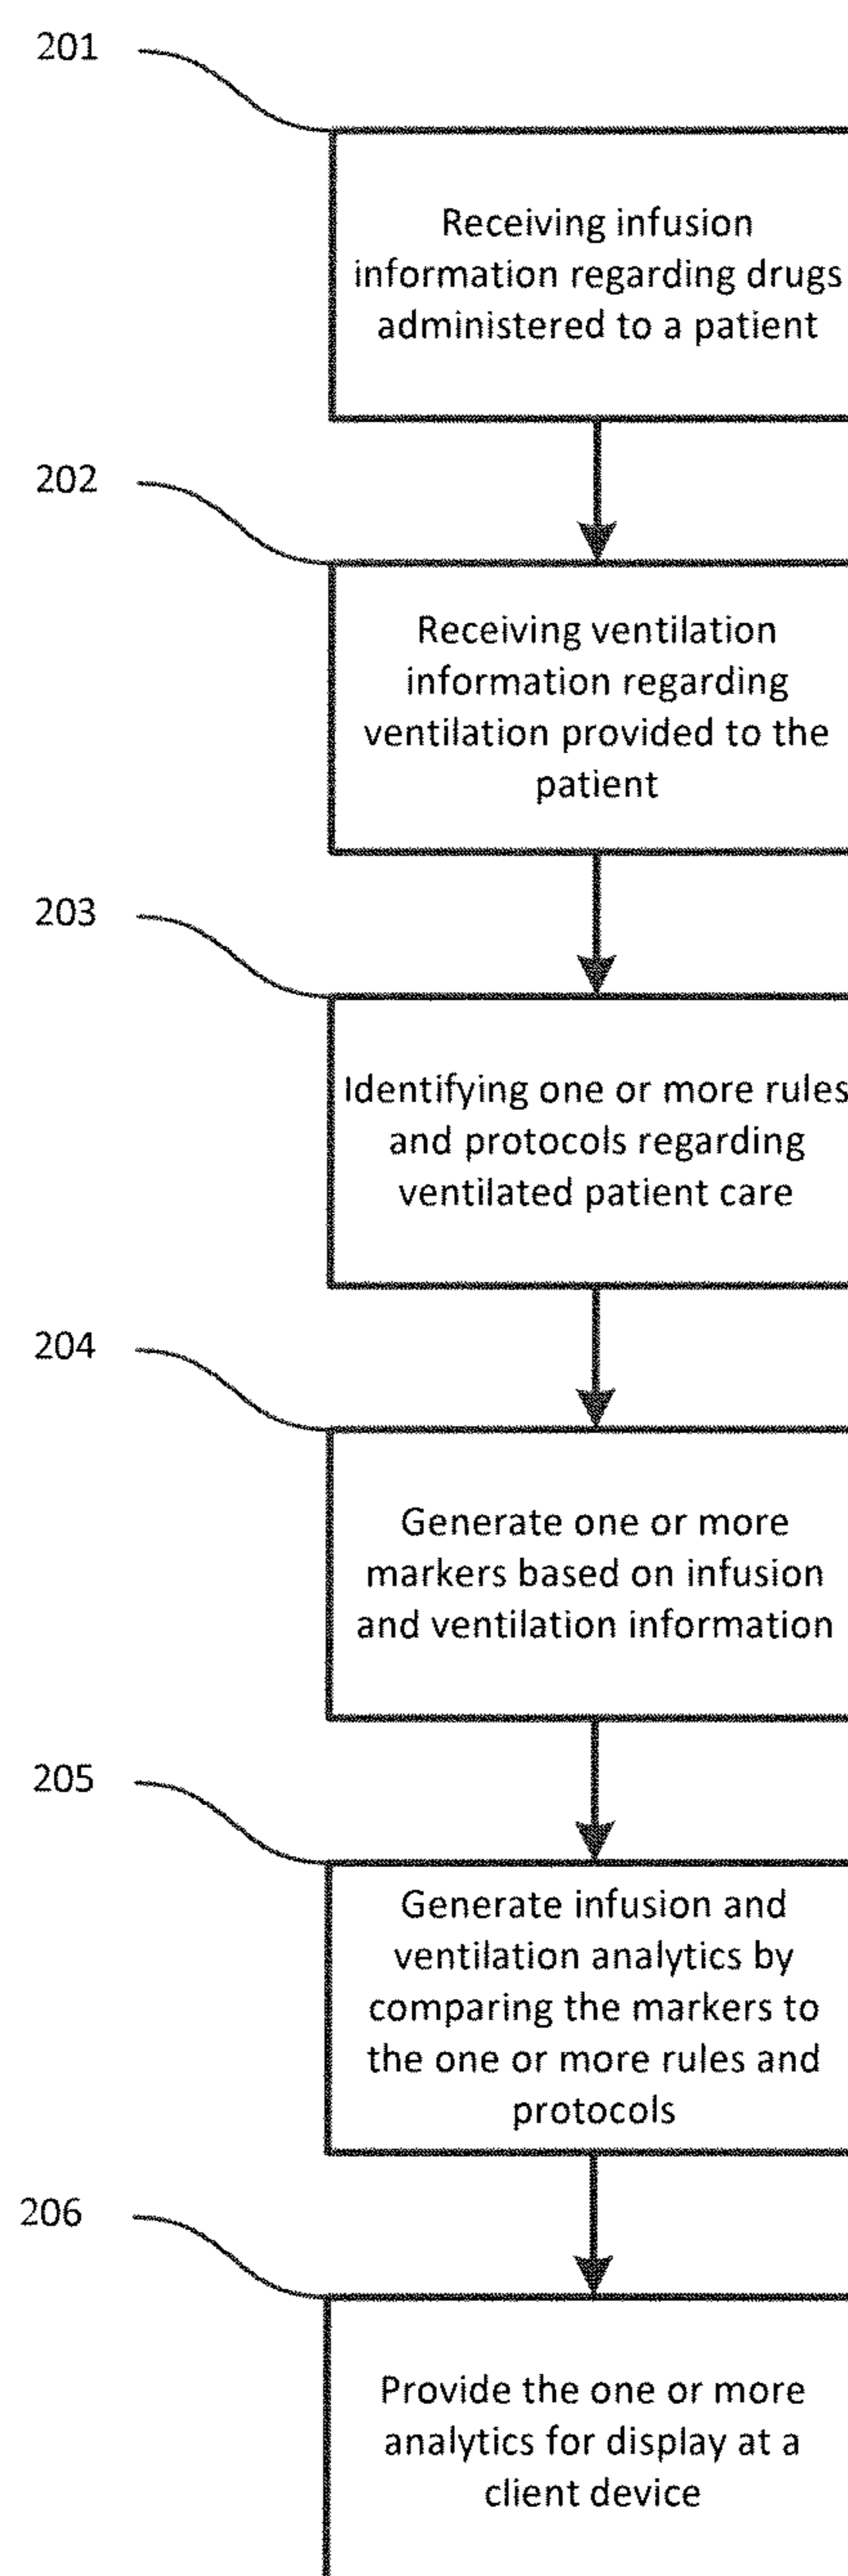 201
Receiving infusion
information regarding drugs
administered to a patient
202
Receiving ventilation
information regarding
ventilation provided to the
patient
203
Identifying one or more rules
and protocols regarding
ventilated patient care
204
Generate one or more
markers based on infusion
and ventilation information
205
Generate infusion and
ventilation analytics by
comparing the markers to
the one or more rules and
protocols
206
Provide the one or more
analytics for display at a
client device